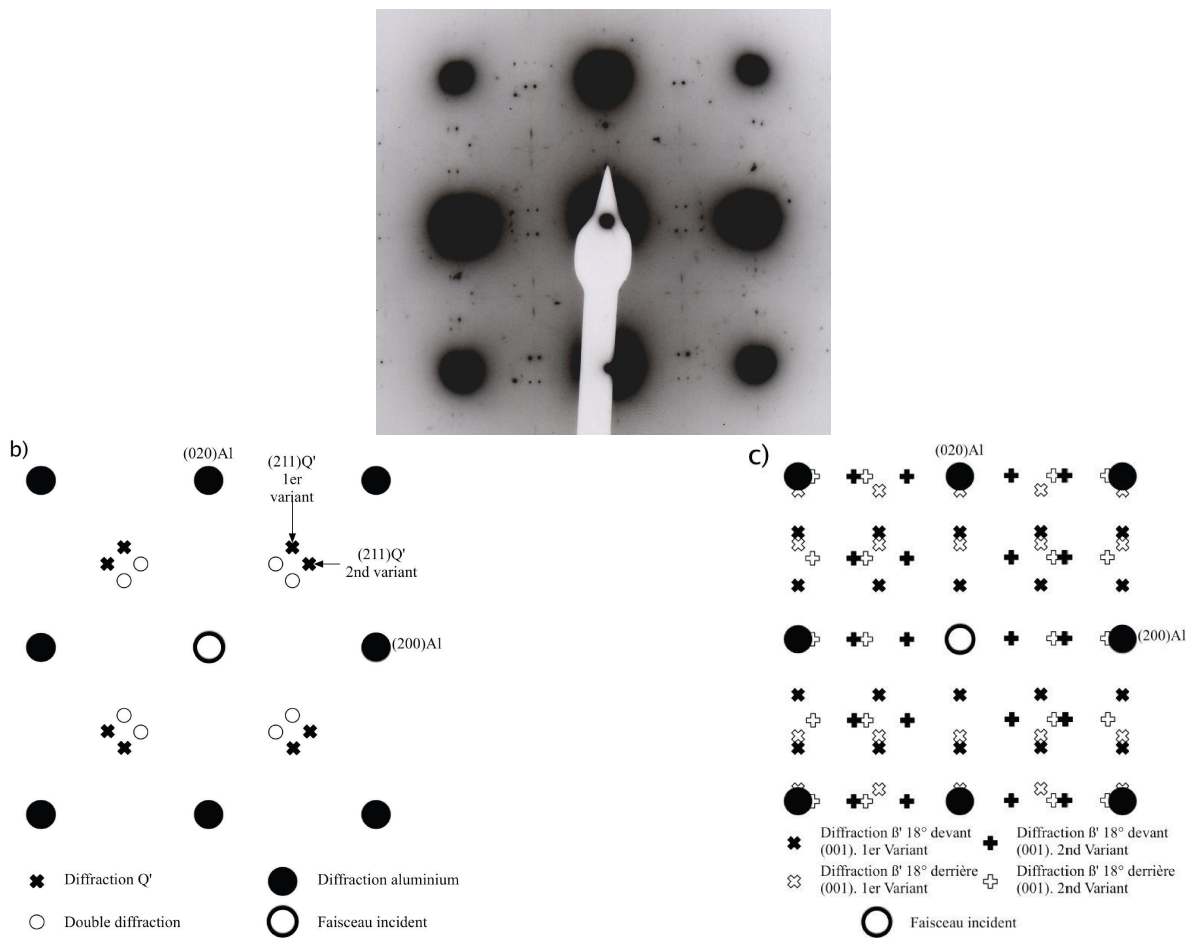 b)
(020)Al
(211)Q'
1er
variant
(211)Q'
2nd variant
(200)Al
Diffraction Q'
Diffraction aluminium
Double diffraction
Faisceau incident
c)
(020)Al
(200)Al
Diffraction ß' 18° devant
(001). 1er Variant
Diffraction ß' 18° devant
(001). 2nd Variant
Diffraction ß' 18° derrière
(001). 1er Variant
Diffraction ß' 18° derrière
(001). 2nd Variant
Faisceau incident